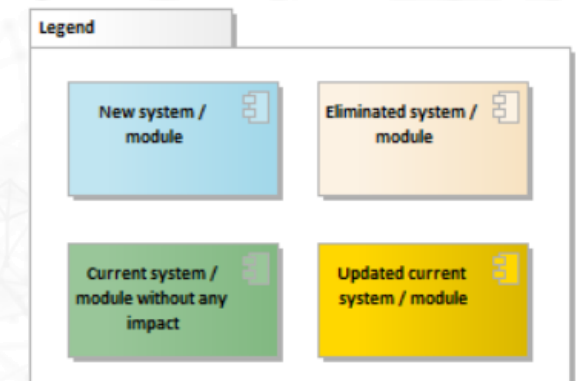 Legend
New system /
module
Eliminated system /
module
Current system /
module without any
impact
Updated current
system / module